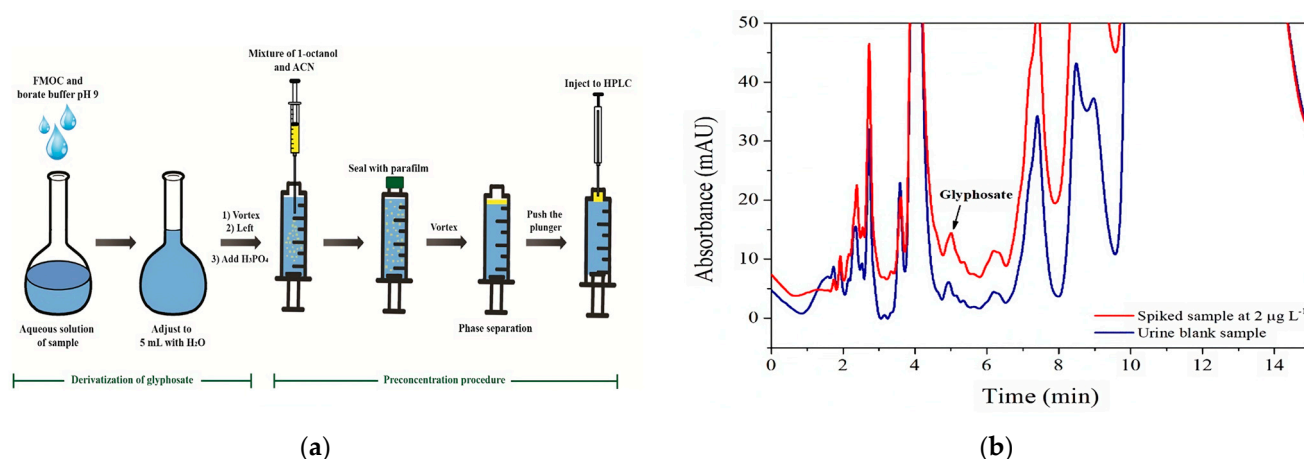 Mixture of 1-octanol
and ACN
FMOC and
borate buffer pH 9
Inject to HPLC
Seal with parafilm
1) Vortex
2) Left
3) Add H₃PO₄
Vortex
Push the
plunger
Aqueous solution
of sample
Adjust to
5 mL with H₂O
Phase separation
Derivatization of glyphosate
Preconcentration procedure
(a)
Absorbance (mAU)
50
40
30
20
10
0
Glyphosate
Spiked sample at 2 µg L⁻¹
Urine blank sample
0
2
4
6
8
10
12
14
Time (min)
(b)